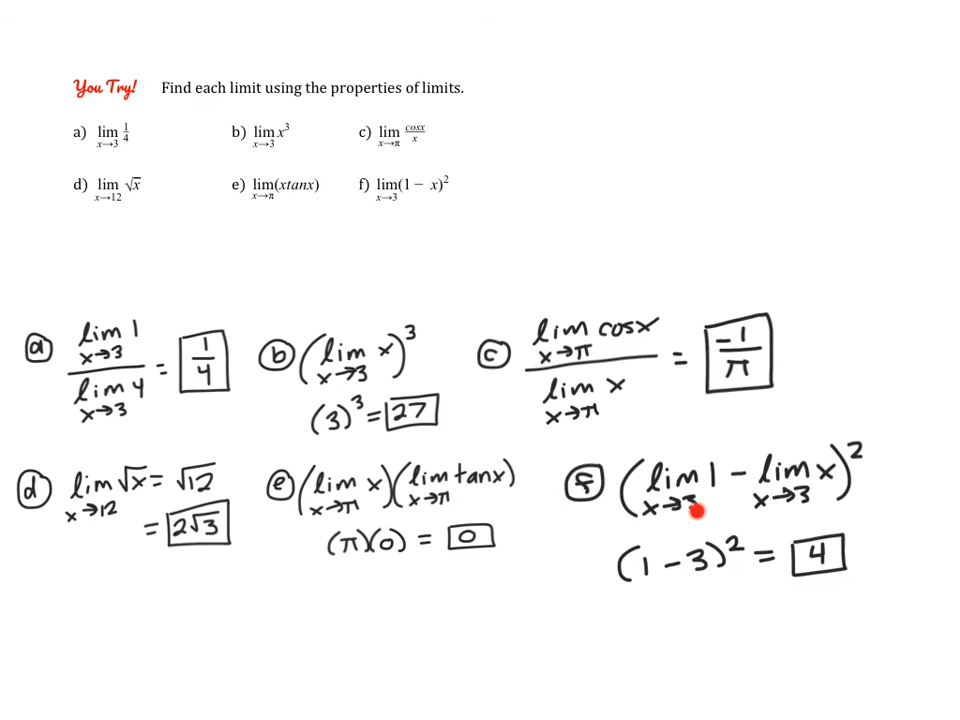 You Try! Find each limit using the properties of limits.
a) lim x→3 1/4 b) lim x→3 x³ c) lim x→π cosx/x
d) lim x→12 √x e) lim x→π (xtanx) f) lim x→3 (1 − x)²
ⓐ lim x→3 1 / lim x→3 4 = 1/4
ⓑ (lim x→3 x)³
(3)³ = 27
ⓒ lim x→π cosx / lim x→π x = -1/π
ⓓ lim x→12 √x = √12
= 2√3
ⓔ (lim x→π x)(lim x→π tanx)
(π)(0) = 0
ⓕ (lim x→3 1 − lim x→3 x)²
(1 − 3)² = 4